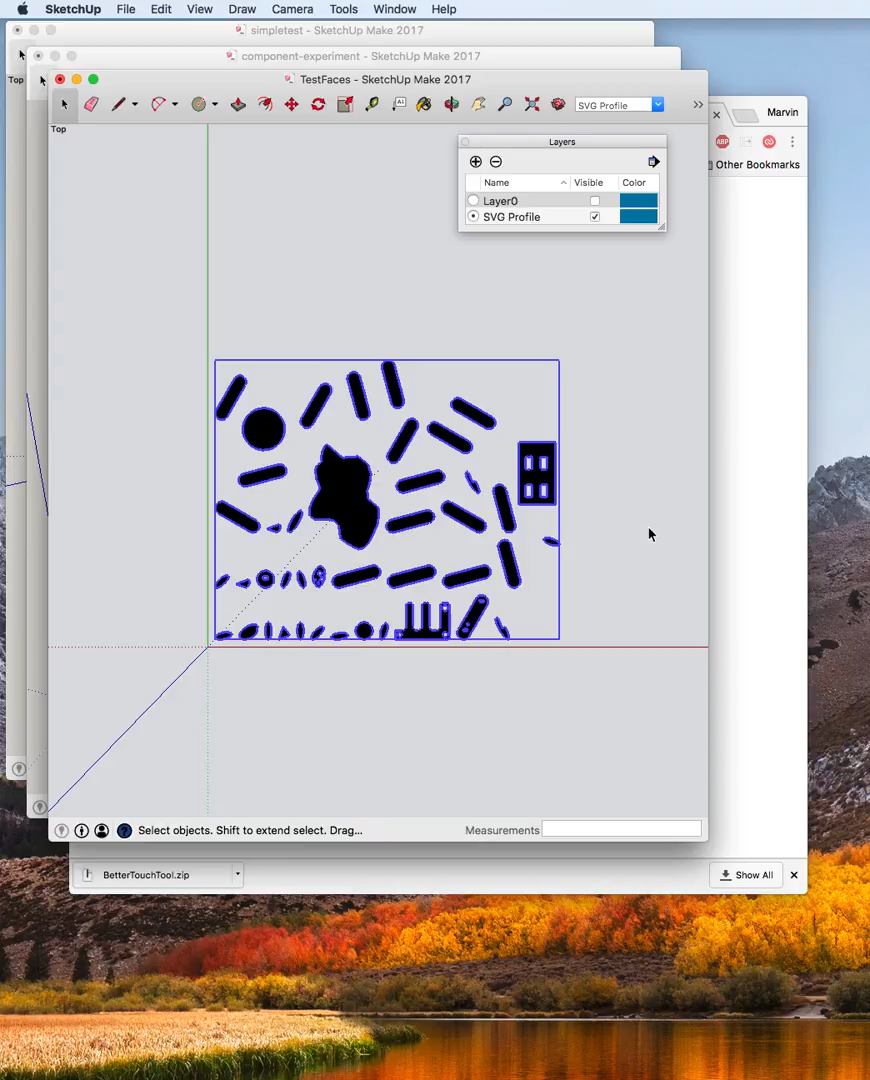 SketchUp File Edit View Draw Camera Tools Window Help
simpletest - SketchUp Make 2017
component-experiment - SketchUp Make 2017
Top
TestFaces - SketchUp Make 2017
SVG Profile
Top
Marvin
ABP
Other Bookmarks
Layers
Name Visible Color
Layer0
SVG Profile
Select objects. Shift to extend select. Drag...
Measurements
BetterTouchTool.zip
Show All